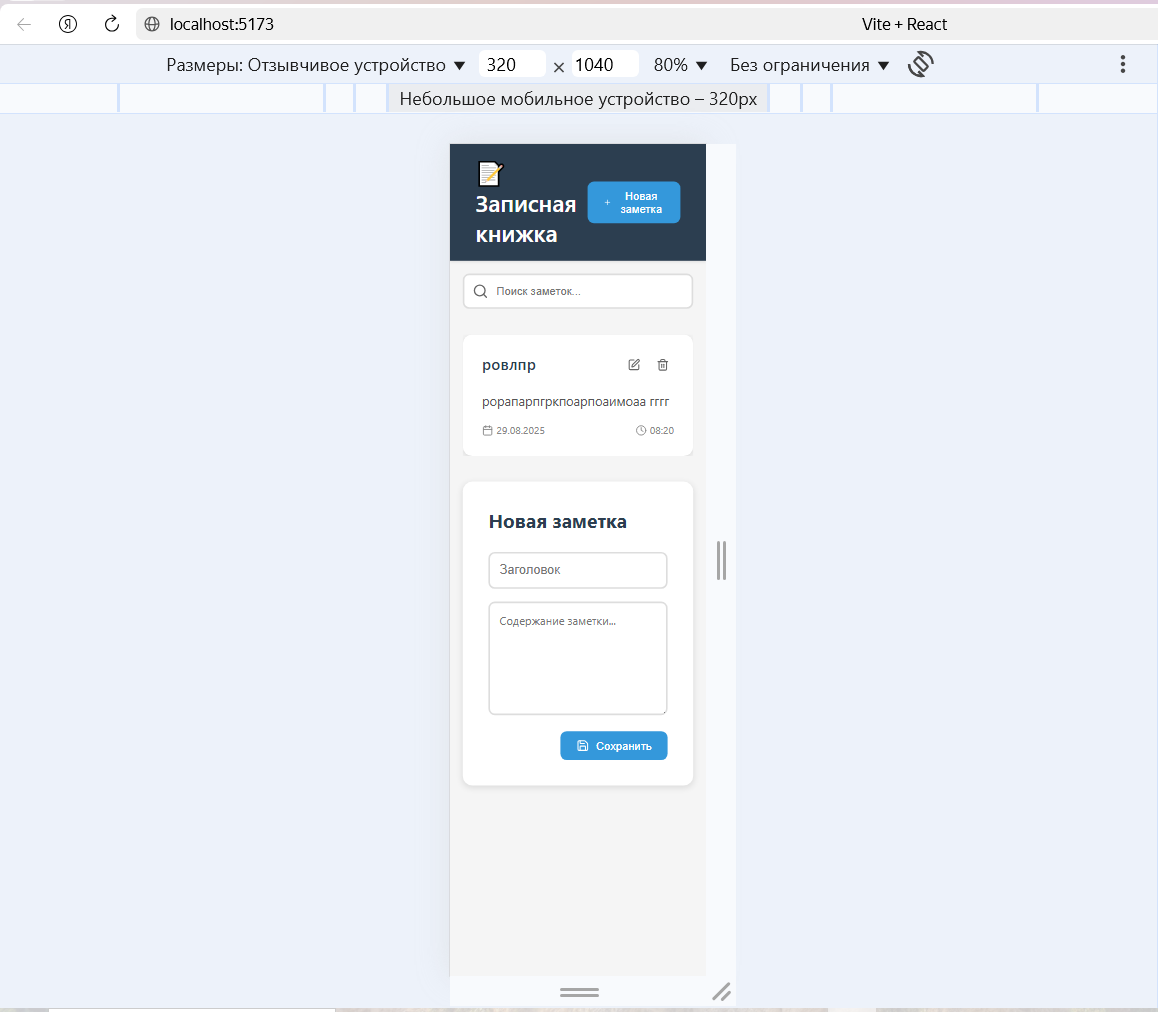 localhost:5173
Vite + React
Размеры: Отзывчивое устройство ▼ 320 × 1040 80% ▼ Без ограничения ▼
Небольшое мобильное устройство – 320px
Записная
книжка
+ Новая
заметка
Поиск заметок...
ровлпр
рорапарпгркпоарпоаимоаа гггг
29.08.2025
08:20
Новая заметка
Заголовок
Содержание заметки...
Сохранить